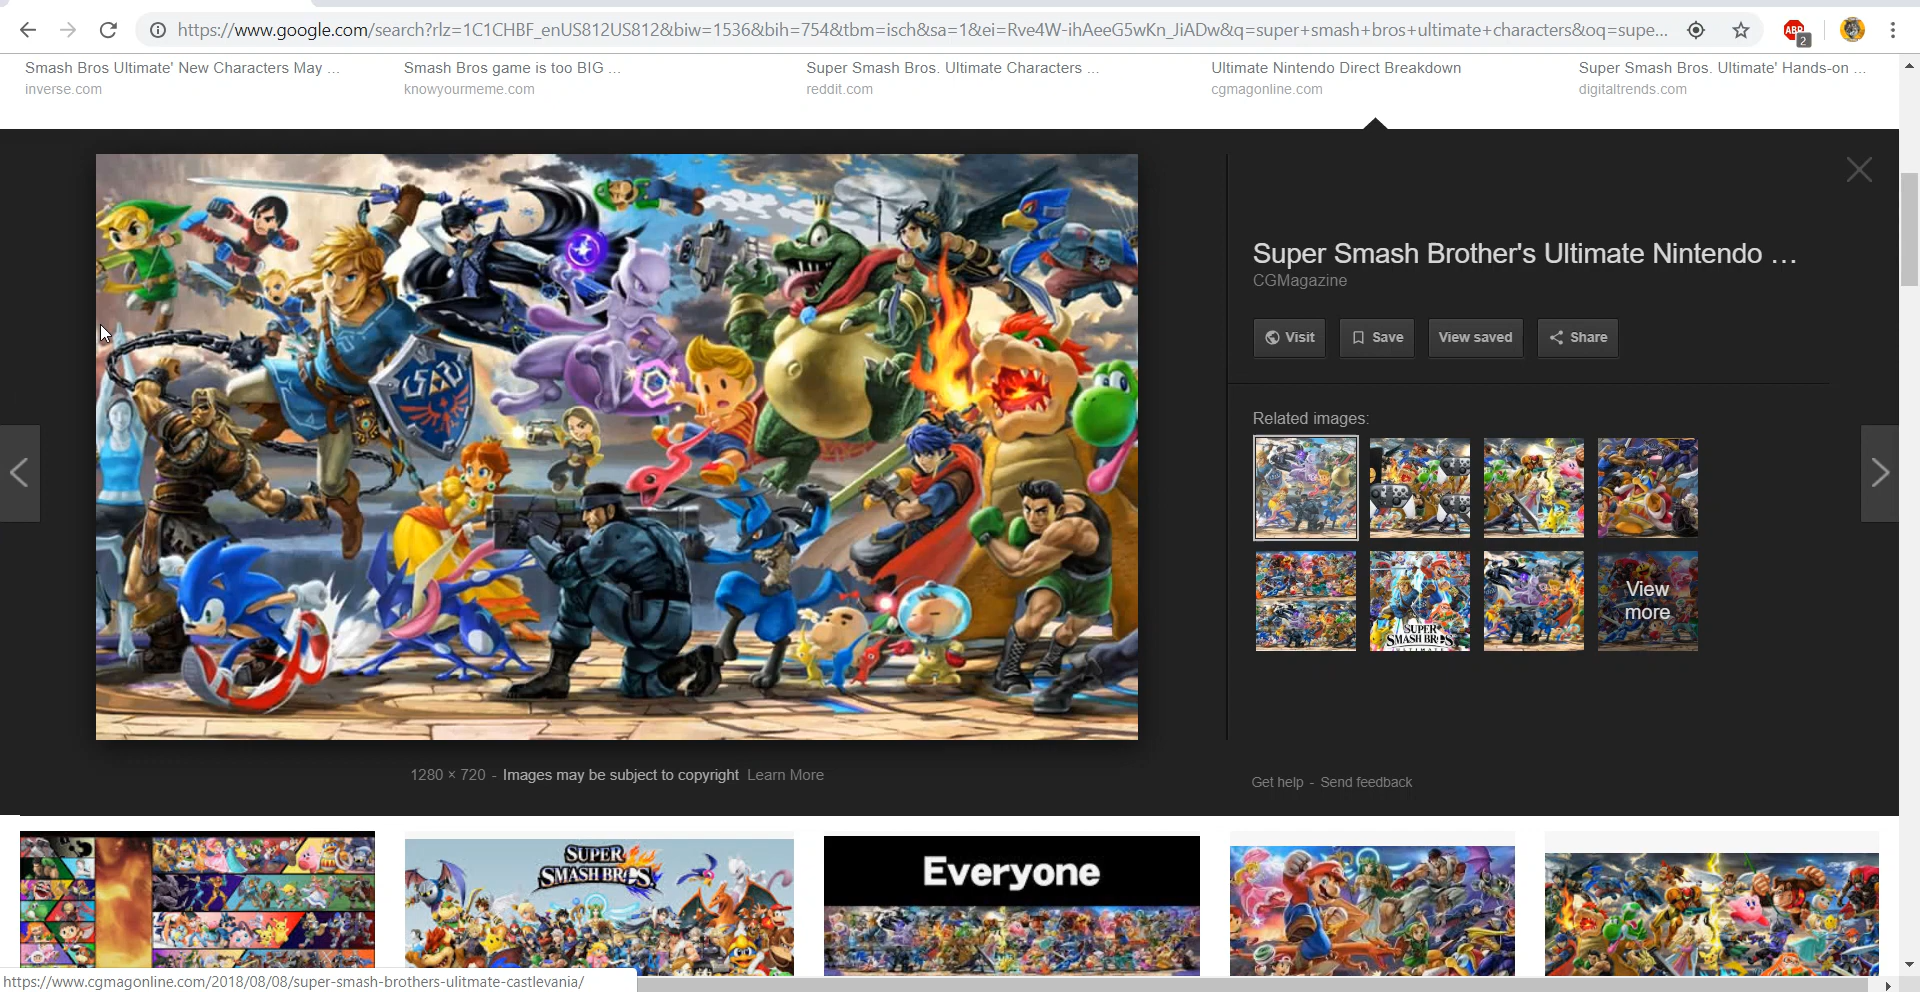 https://www.google.com/search?rlz=1C1CHBF_enUS812US812&biw=1536&bih=754&tbm=isch&sa=1&ei=Rve4W-ihAeeG5wKn_JiADw&q=super+smash+bros+ultimate+characters&oq=supe...
ABP
2
Smash Bros Ultimate' New Characters May ...
inverse.com
Smash Bros game is too BIG ...
knowyourmeme.com
Super Smash Bros. Ultimate Characters ...
reddit.com
Ultimate Nintendo Direct Breakdown
cgmagonline.com
Super Smash Bros. Ultimate' Hands-on ...
digitaltrends.com
Super Smash Brother's Ultimate Nintendo ...
CGMagazine
Visit
Save
View saved
Share
Related images:
SUPER
SMASH BROS
View
more
1280 × 720 - Images may be subject to copyright Learn More
Get help - Send feedback
SUPER
SMASH BROS.
Everyone
https://www.cgmagonline.com/2018/08/08/super-smash-brothers-ulitmate-castlevania/